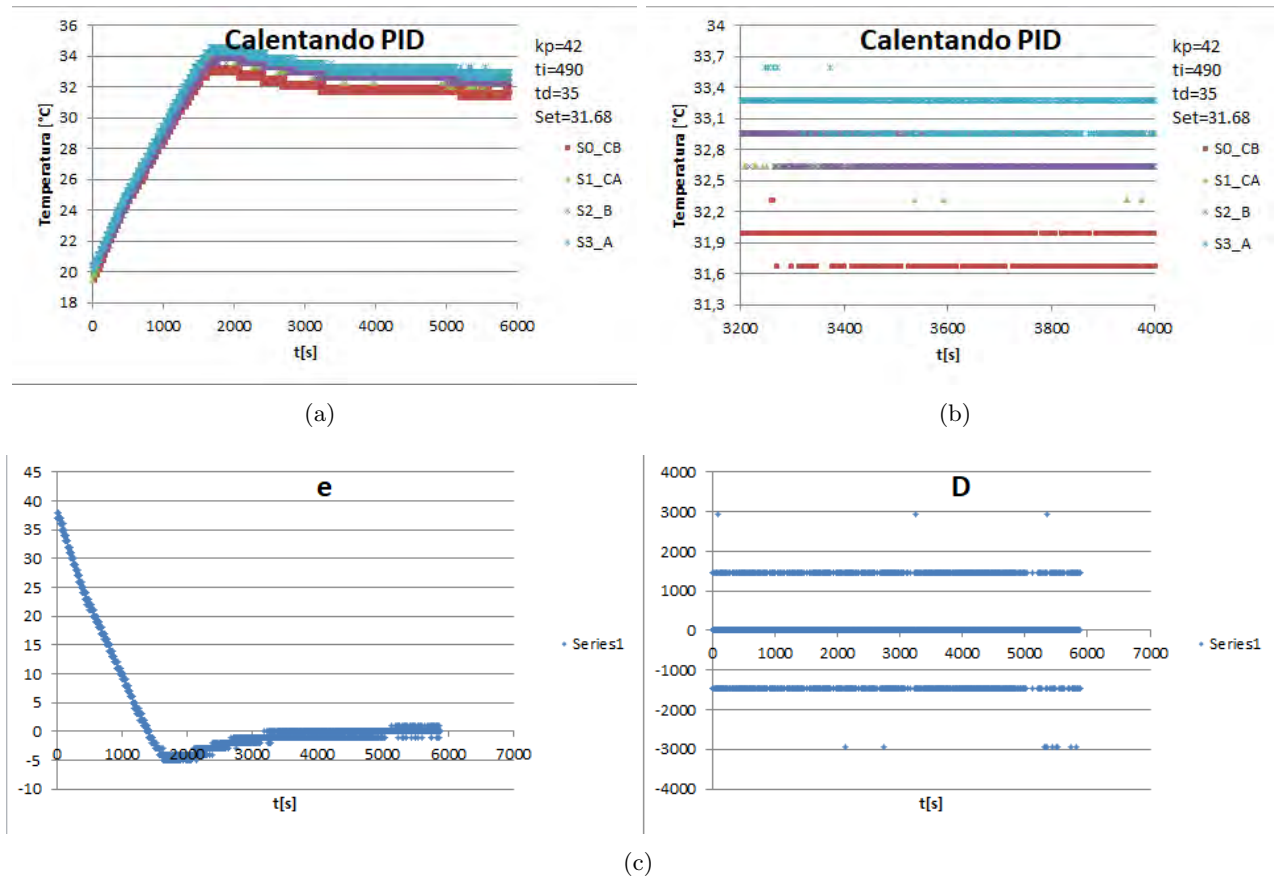 Calentando PID
36
34
32
30
28
26
24
22
20
18
Temperatura [°C]
0 1000 2000 3000 4000 5000 6000
t[s]
kp=42
ti=490
td=35
Set=31.68
S0_CB
S1_CA
S2_B
S3_A
(a)
Calentando PID
34
33,7
33,4
33,1
32,8
32,5
32,2
31,9
31,6
31,3
Temperatura [°C]
3200 3400 3600 3800 4000
t[s]
kp=42
ti=490
td=35
Set=31.68
S0_CB
S1_CA
S2_B
S3_A
(b)
e
45
40
35
30
25
20
15
10
5
0
-5
-10
0 1000 2000 3000 4000 5000 6000 7000
t[s]
Series1
D
4000
3000
2000
1000
0
-1000
-2000
-3000
-4000
0 1000 2000 3000 4000 5000 6000 7000
t[s]
Series1
(c)